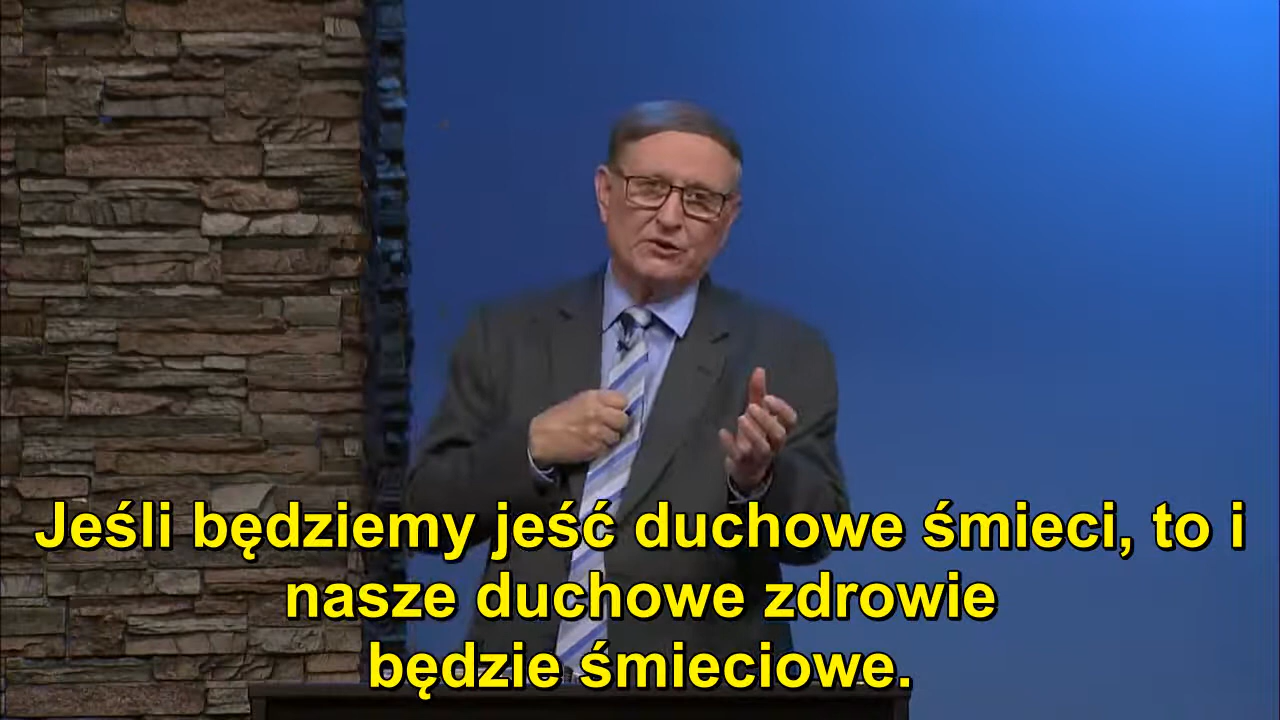 Jeśli będziemy jeść duchowe śmieci, to i
nasze duchowe zdrowie
będzie śmieciowe.